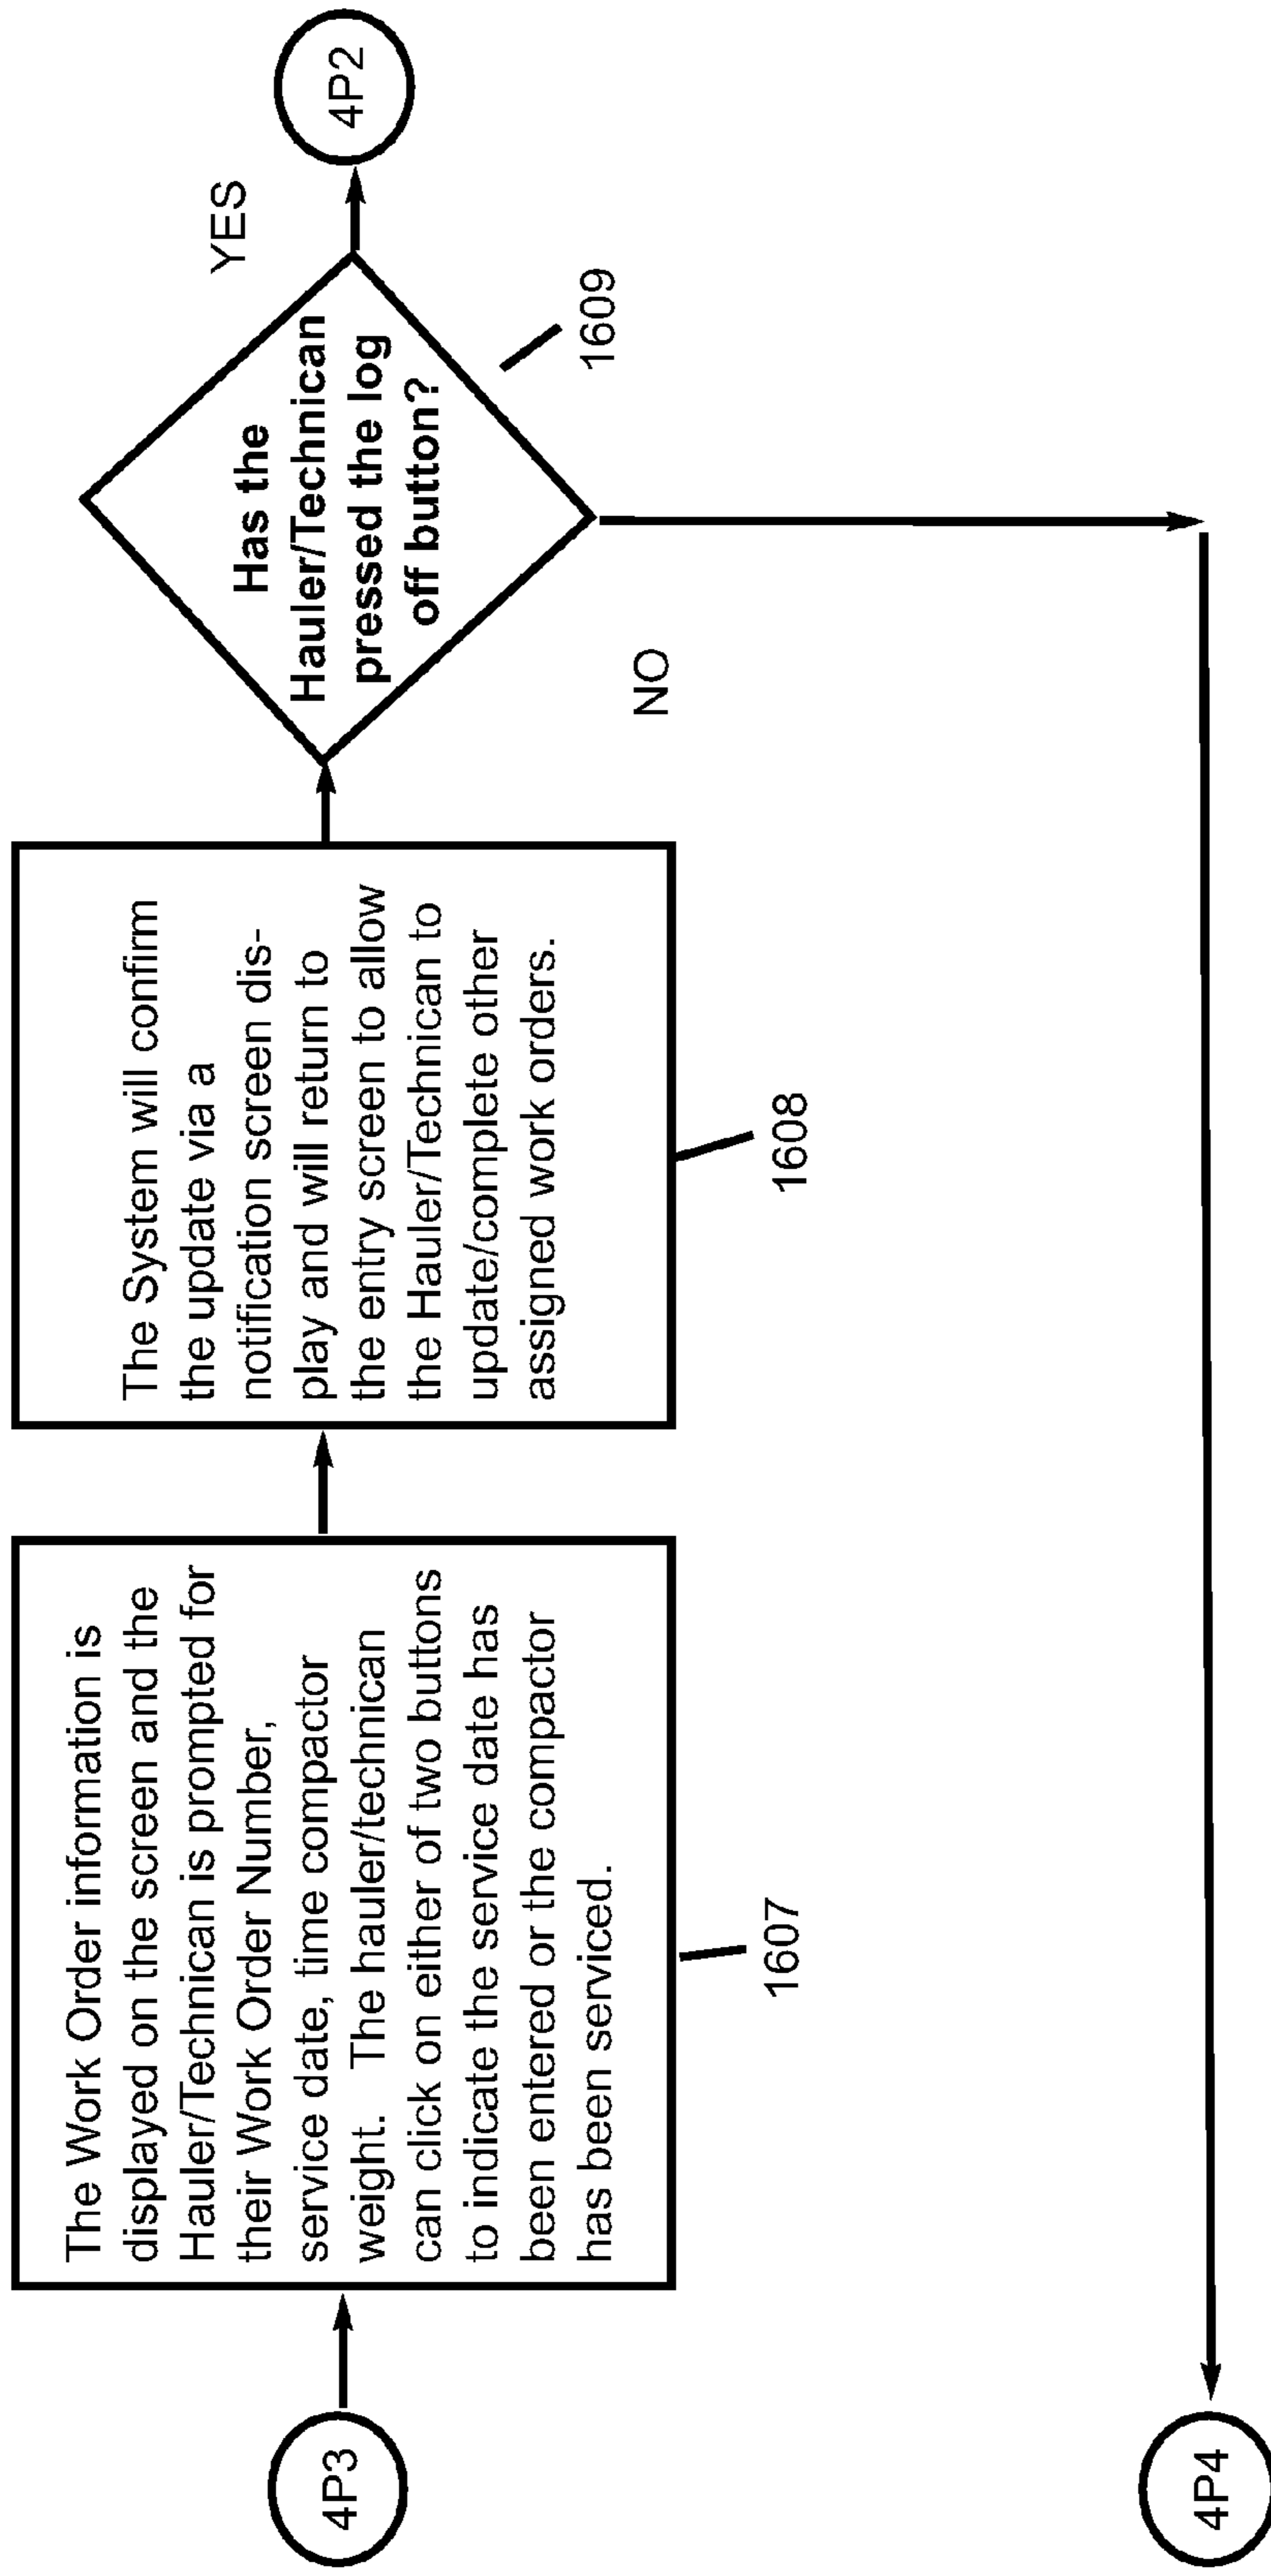 4P3
The Work Order information is
displayed on the screen and the
Hauler/Technican is prompted for
their Work Order Number,
service date, time compactor
weight. The hauler/technican
can click on either of two buttons
to indicate the service date has
been entered or the compactor
has been serviced.
1607
The System will confirm
the update via a
notification screen dis-
play and will return to
the entry screen to allow
the Hauler/Technican to
update/complete other
assigned work orders.
1608
Has the
Hauler/Technican
pressed the log
off button?
1609
YES
4P2
NO
4P4